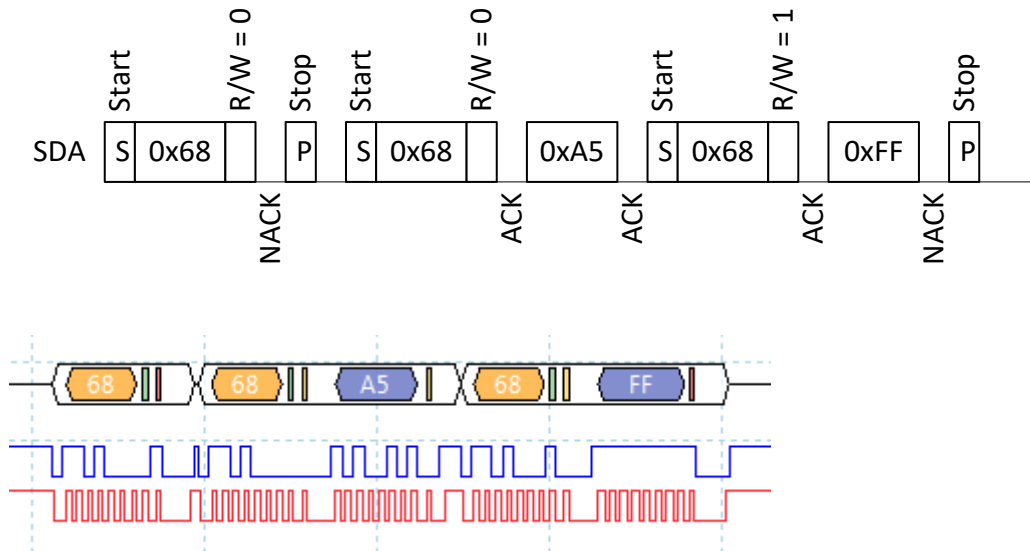 Start
R/W = 0
Stop
Start
R/W = 0
Start
R/W = 1
Stop
SDA S 0x68 P S 0x68 0xA5 S 0x68 0xFF P
NACK
ACK
ACK
ACK
NACK
68 68 A5 68 FF